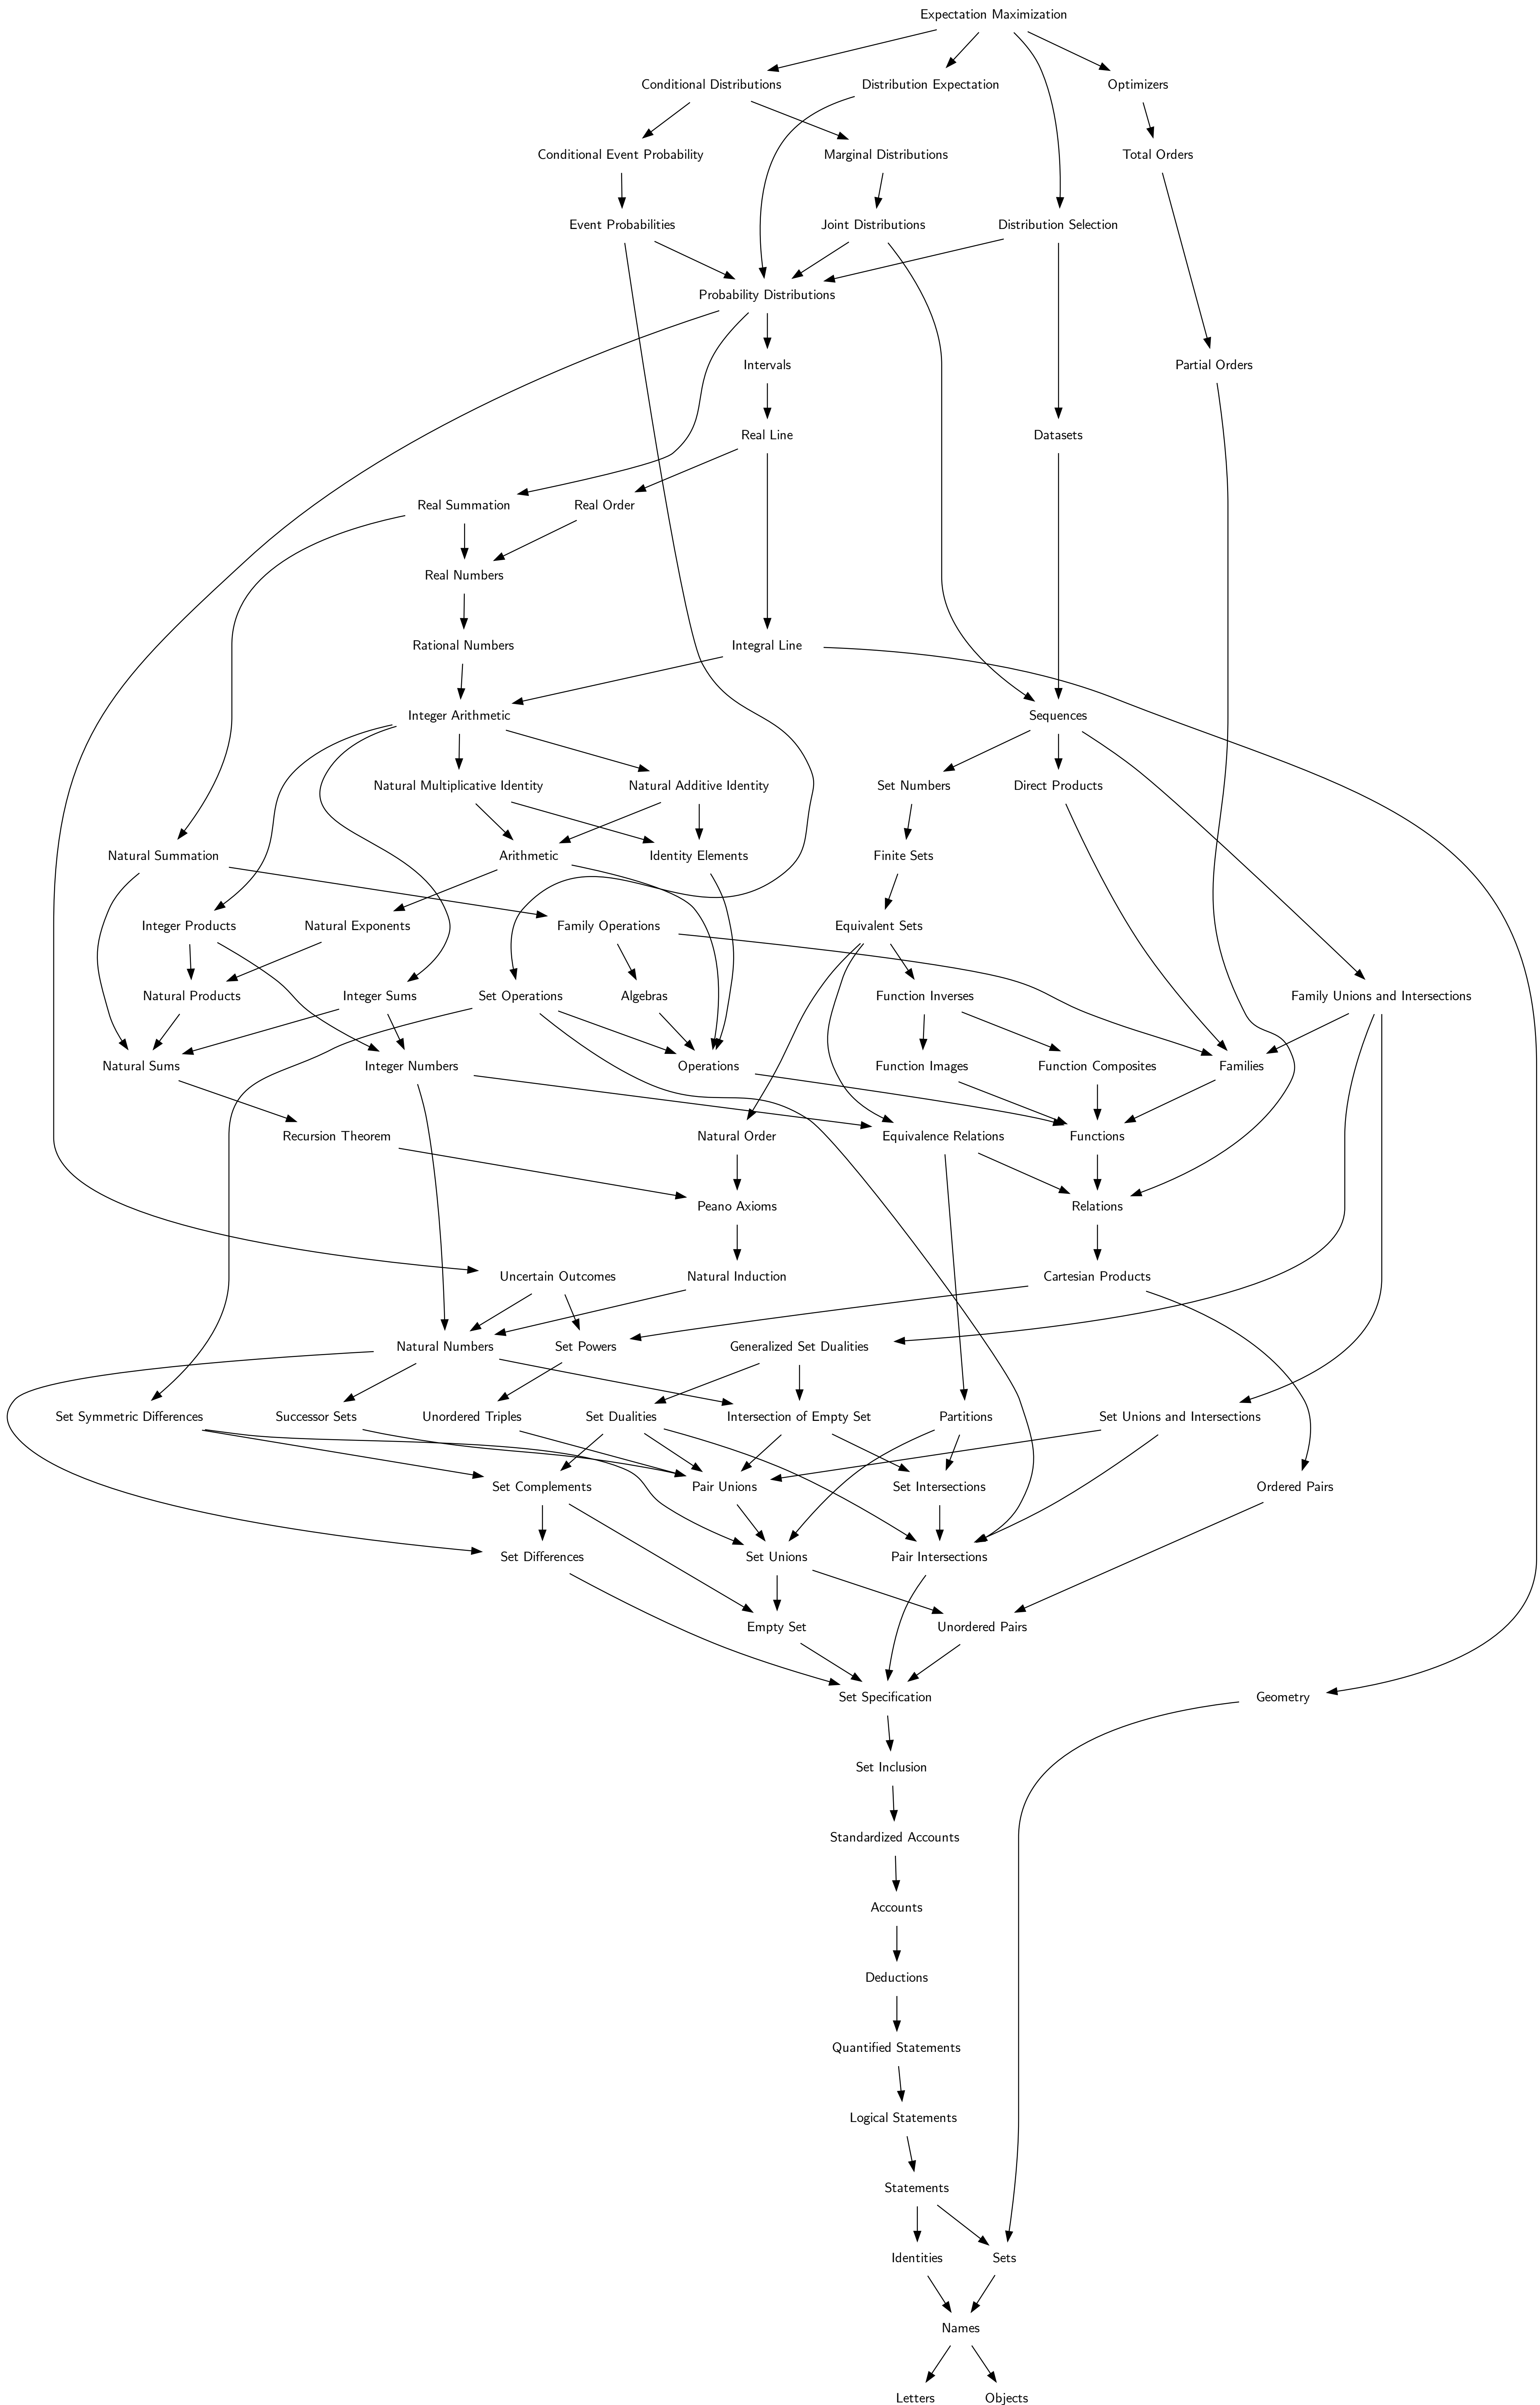 Expectation Maximization
Conditional Distributions
Distribution Expectation
Optimizers
Conditional Event Probability
Marginal Distributions
Total Orders
Event Probabilities
Joint Distributions
Distribution Selection
Probability Distributions
Intervals
Partial Orders
Real Line
Datasets
Real Summation
Real Order
Real Numbers
Rational Numbers
Integral Line
Integer Arithmetic
Sequences
Natural Multiplicative Identity
Natural Additive Identity
Set Numbers
Direct Products
Natural Summation
Arithmetic
Identity Elements
Finite Sets
Integer Products
Natural Exponents
Family Operations
Equivalent Sets
Natural Products
Integer Sums
Set Operations
Algebras
Function Inverses
Family Unions and Intersections
Natural Sums
Integer Numbers
Operations
Function Images
Function Composites
Families
Recursion Theorem
Natural Order
Equivalence Relations
Functions
Peano Axioms
Relations
Uncertain Outcomes
Natural Induction
Cartesian Products
Natural Numbers
Set Powers
Generalized Set Dualities
Set Symmetric Differences
Successor Sets
Unordered Triples
Set Dualities
Intersection of Empty Set
Partitions
Set Unions and Intersections
Set Complements
Pair Unions
Set Intersections
Ordered Pairs
Set Differences
Set Unions
Pair Intersections
Empty Set
Unordered Pairs
Set Specification
Geometry
Set Inclusion
Standardized Accounts
Accounts
Deductions
Quantified Statements
Logical Statements
Statements
Identities
Sets
Names
Letters
Objects